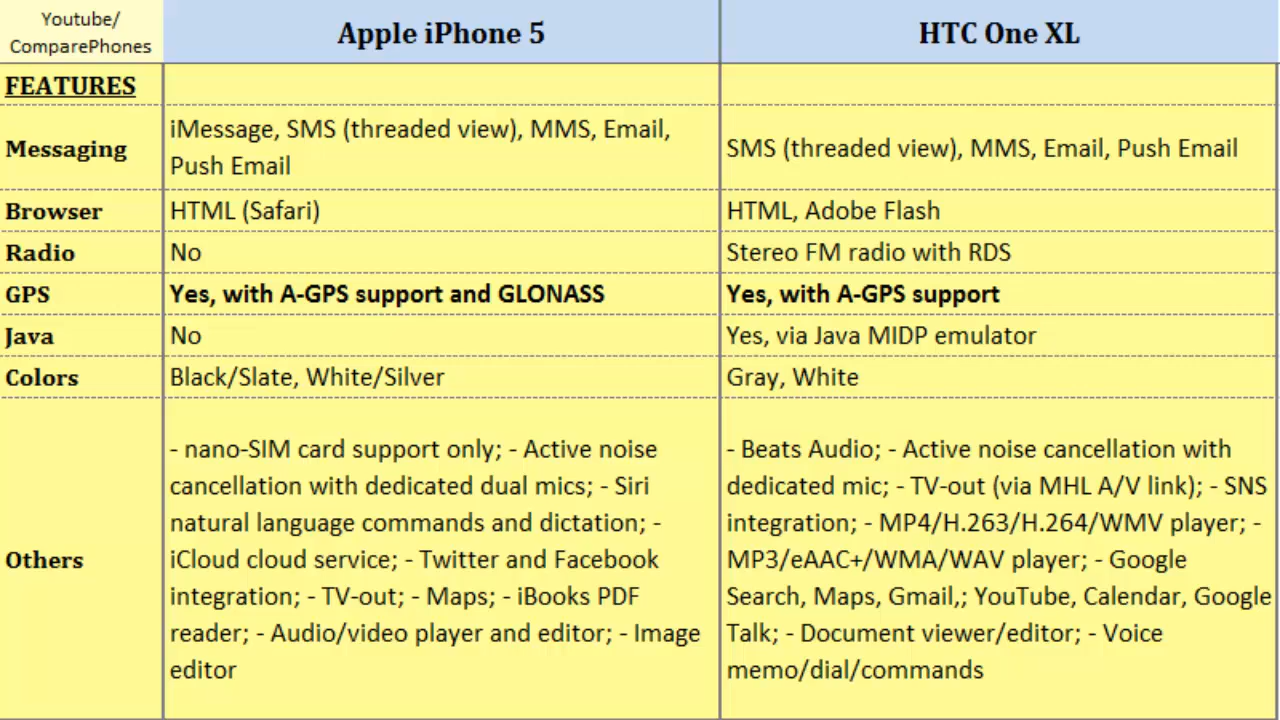 Youtube/
ComparePhones
Apple iPhone 5
HTC One XL
FEATURES
Messaging
iMessage, SMS (threaded view), MMS, Email,
Push Email
SMS (threaded view), MMS, Email, Push Email
Browser
HTML (Safari)
HTML, Adobe Flash
Radio
No
Stereo FM radio with RDS
GPS
Yes, with A-GPS support and GLONASS
Yes, with A-GPS support
Java
No
Yes, via Java MIDP emulator
Colors
Black/Slate, White/Silver
Gray, White
Others
- nano-SIM card support only; - Active noise
cancellation with dedicated dual mics; - Siri
natural language commands and dictation; -
iCloud cloud service; - Twitter and Facebook
integration; - TV-out; - Maps; - iBooks PDF
reader; - Audio/video player and editor; - Image
editor
- Beats Audio; - Active noise cancellation with
dedicated mic; - TV-out (via MHL A/V link); - SNS
integration; - MP4/H.263/H.264/WMV player; -
MP3/eAAC+/WMA/WAV player; - Google
Search, Maps, Gmail,; YouTube, Calendar, Google
Talk; - Document viewer/editor; - Voice
memo/dial/commands